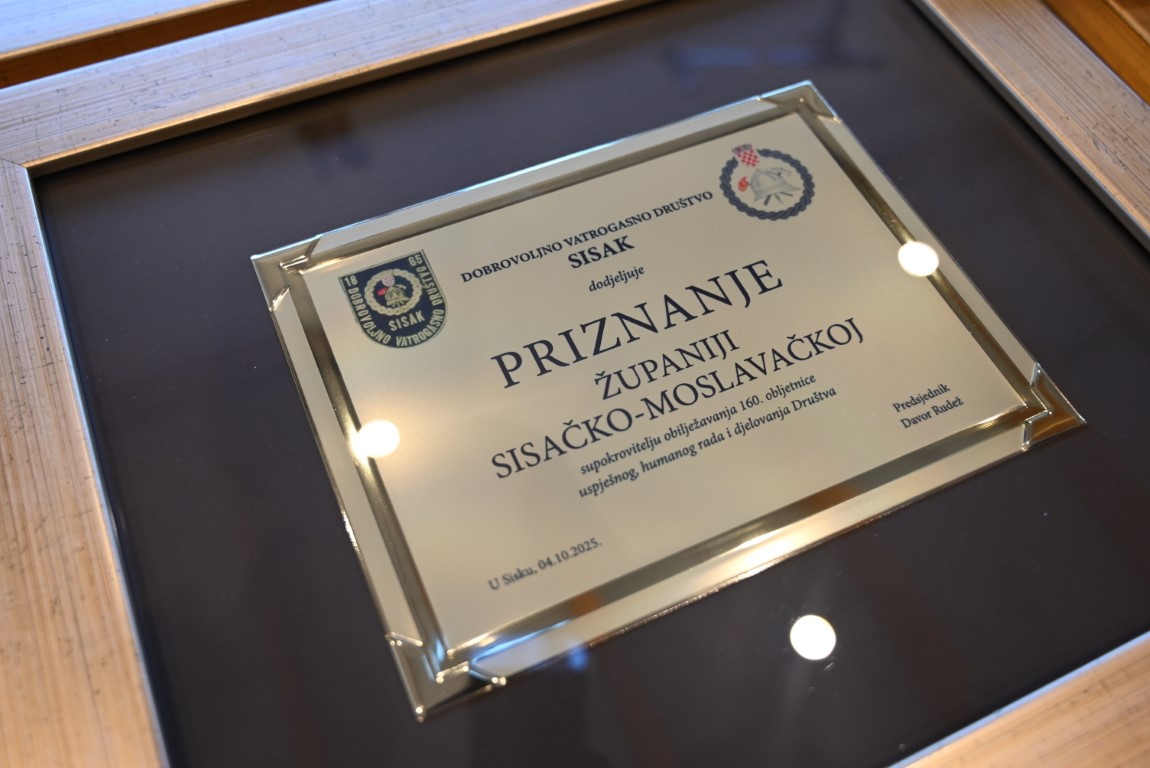 DOBROVOLJNO VATROGASNO DRUŠTVO
SISAK
dodjeljuje
PRIZNANJE
ŽUPANIJI
SISAČKO-MOSLAVAČKOJ
supokrovitelju obilježavanja 160. obljetnice
uspješnog, humanog rada i djelovanja Društva
Predsjednik
Davor Rudež
U Sisku, 04.10.2025.
18 65
DOBROVOLJNO VATROGASNO DRUŠTVO
SISAK